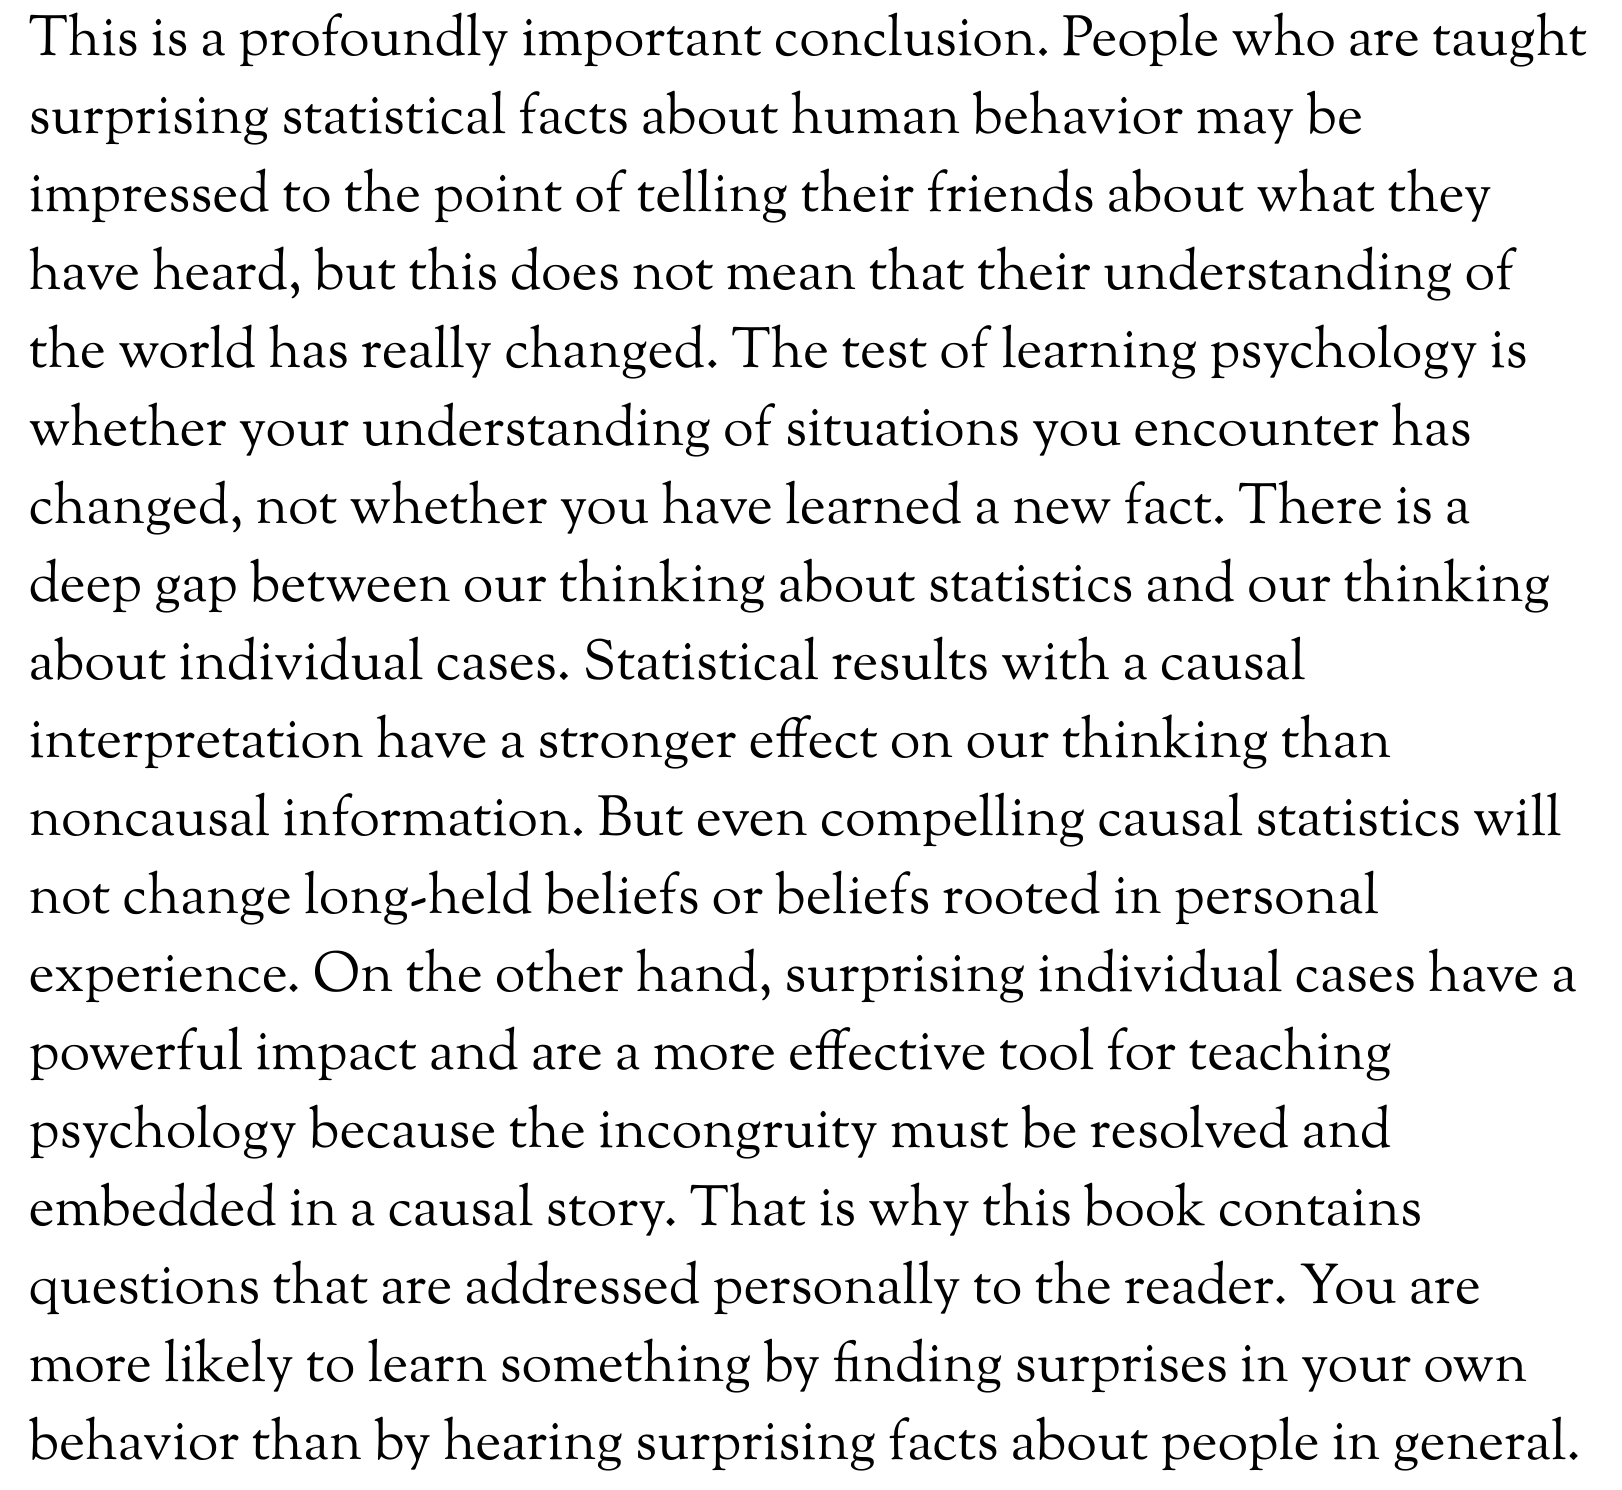 This is a profoundly important conclusion. People who are taught
surprising statistical facts about human behavior may be
impressed to the point of telling their friends about what they
have heard, but this does not mean that their understanding of
the world has really changed. The test of learning psychology is
whether your understanding of situations you encounter has
changed, not whether you have learned a new fact. There is a
deep gap between our thinking about statistics and our thinking
about individual cases. Statistical results with a causal
interpretation have a stronger effect on our thinking than
noncausal information. But even compelling causal statistics will
not change long-held beliefs or beliefs rooted in personal
experience. On the other hand, surprising individual cases have a
powerful impact and are a more effective tool for teaching
psychology because the incongruity must be resolved and
embedded in a causal story. That is why this book contains
questions that are addressed personally to the reader. You are
more likely to learn something by finding surprises in your own
behavior than by hearing surprising facts about people in general.